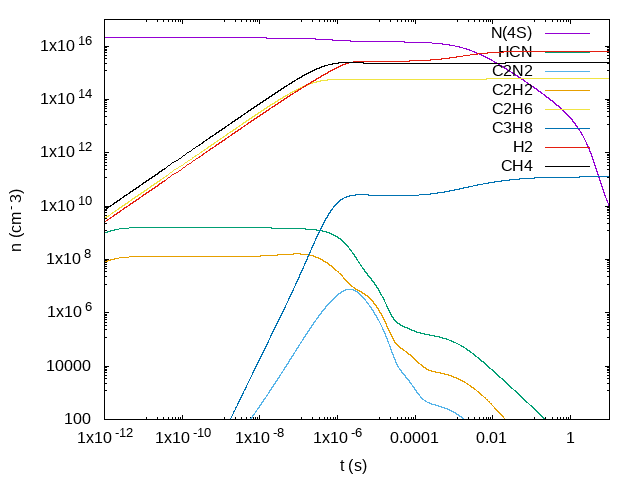 1x10 16
1x10 14
1x10 12
1x10 10
1x10 8
1x10 6
10000
100
n (cm-3)
N(4S)
HCN
C2N2
C2H2
C2H6
C3H8
H2
CH4
1x10 -12 1x10 -10 1x10 -8 1x10 -6 0.0001 0.01 1
t (s)